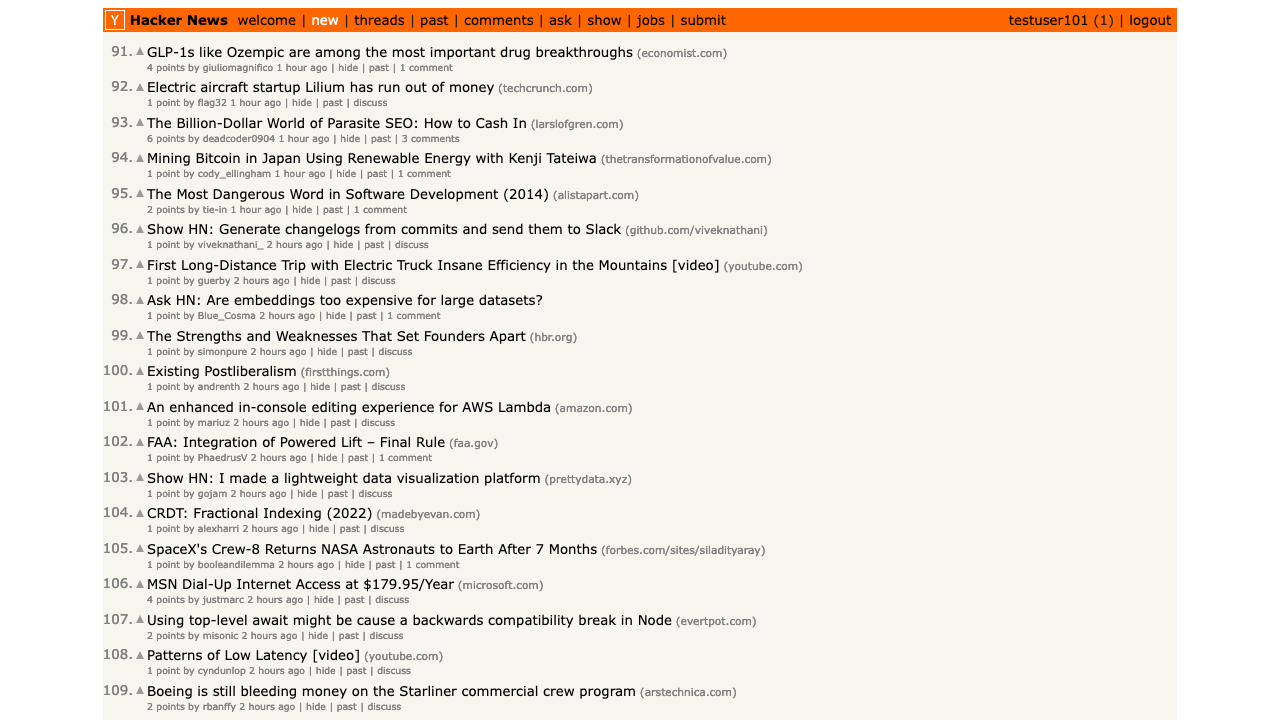 Y Hacker News welcome | new | threads | past | comments | ask | show | jobs | submit testuser101 (1) | logout
91. GLP-1s like Ozempic are among the most important drug breakthroughs (economist.com)
4 points by giuliomagnifico 1 hour ago | hide | past | 1 comment
92. Electric aircraft startup Lilium has run out of money (techcrunch.com)
1 point by flag32 1 hour ago | hide | past | discuss
93. The Billion-Dollar World of Parasite SEO: How to Cash In (larslofgren.com)
6 points by deadcoder0904 1 hour ago | hide | past | 3 comments
94. Mining Bitcoin in Japan Using Renewable Energy with Kenji Tateiwa (thetransformationofvalue.com)
1 point by cody_ellingham 1 hour ago | hide | past | 1 comment
95. The Most Dangerous Word in Software Development (2014) (alistapart.com)
2 points by tie-in 1 hour ago | hide | past | 1 comment
96. Show HN: Generate changelogs from commits and send them to Slack (github.com/viveknathani)
1 point by viveknathani_ 2 hours ago | hide | past | discuss
97. First Long-Distance Trip with Electric Truck Insane Efficiency in the Mountains [video] (youtube.com)
1 point by guerby 2 hours ago | hide | past | discuss
98. Ask HN: Are embeddings too expensive for large datasets?
1 point by Blue_Cosma 2 hours ago | hide | past | 1 comment
99. The Strengths and Weaknesses That Set Founders Apart (hbr.org)
1 point by simonpure 2 hours ago | hide | past | discuss
100. Existing Postliberalism (firstthings.com)
1 point by andrenth 2 hours ago | hide | past | discuss
101. An enhanced in-console editing experience for AWS Lambda (amazon.com)
1 point by mariuz 2 hours ago | hide | past | discuss
102. FAA: Integration of Powered Lift – Final Rule (faa.gov)
1 point by PhaedrusV 2 hours ago | hide | past | 1 comment
103. Show HN: I made a lightweight data visualization platform (prettydata.xyz)
1 point by gojam 2 hours ago | hide | past | discuss
104. CRDT: Fractional Indexing (2022) (madebyevan.com)
1 point by alexharri 2 hours ago | hide | past | discuss
105. SpaceX's Crew-8 Returns NASA Astronauts to Earth After 7 Months (forbes.com/sites/siladityaray)
1 point by booleandilemma 2 hours ago | hide | past | 1 comment
106. MSN Dial-Up Internet Access at $179.95/Year (microsoft.com)
4 points by justmarc 2 hours ago | hide | past | discuss
107. Using top-level await might be cause a backwards compatibility break in Node (evertpot.com)
2 points by misonic 2 hours ago | hide | past | discuss
108. Patterns of Low Latency [video] (youtube.com)
1 point by cyndunlop 2 hours ago | hide | past | discuss
109. Boeing is still bleeding money on the Starliner commercial crew program (arstechnica.com)
2 points by rbanffy 2 hours ago | hide | past | discuss